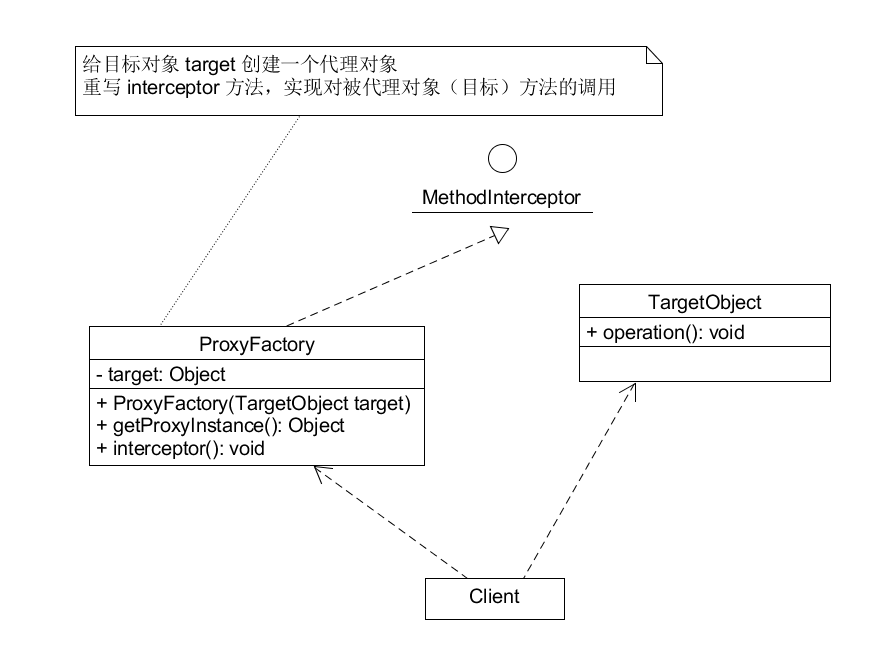 给目标对象 target 创建一个代理对象
重写 interceptor 方法，实现对被代理对象（目标）方法的调用
MethodInterceptor
TargetObject
+ operation(): void
ProxyFactory
- target: Object
+ ProxyFactory(TargetObject target)
+ getProxyInstance(): Object
+ interceptor(): void
Client